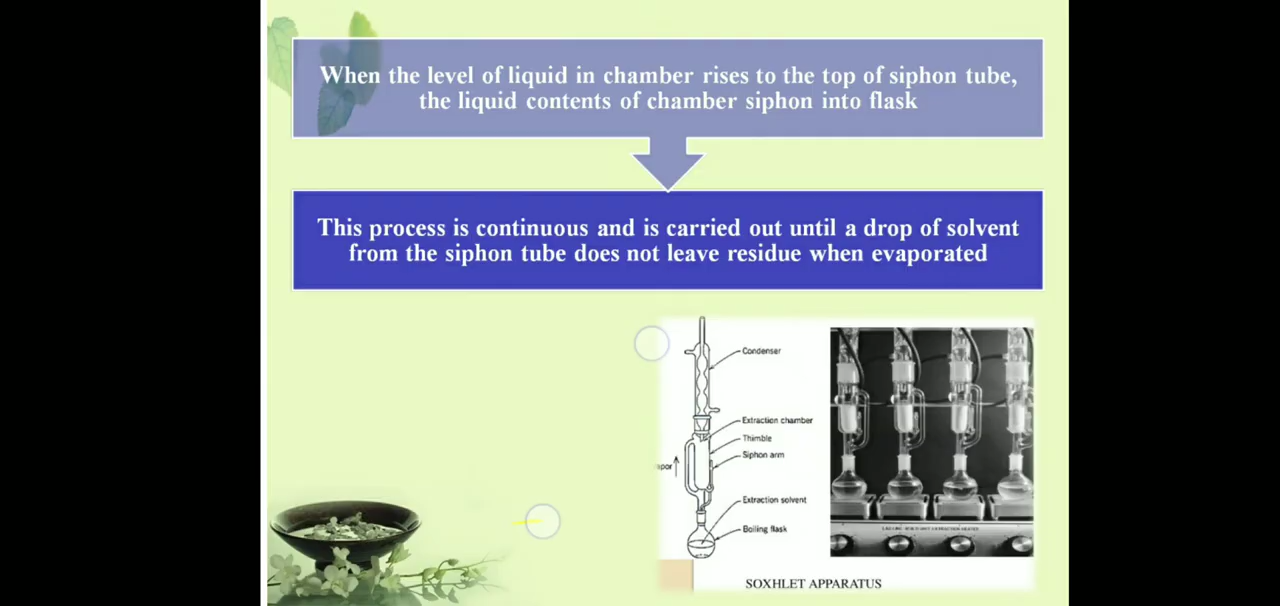 When the level of liquid in chamber rises to the top of siphon tube,
the liquid contents of chamber siphon into flask
This process is continuous and is carried out until a drop of solvent
from the siphon tube does not leave residue when evaporated
Condenser
Extraction chamber
Thimble
Siphon arm
apor
Extraction solvent
Boiling flask
SOXHLET APPARATUS